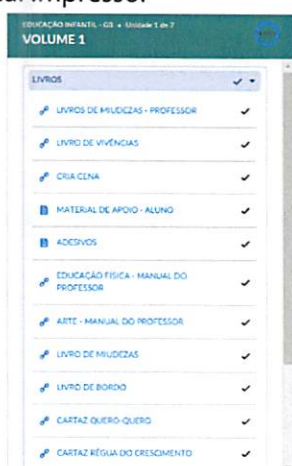 EDUCAÇÃO INFANTIL - G3 • Unidade 1 de 7
VOLUME 1
LIVROS
LIVROS DE MIUDEZAS - PROFESSOR
LIVRO DE VIVÊNCIAS
CRIA CENA
MATERIAL DE APOIO - ALUNO
ADESIVOS
EDUCAÇÃO FÍSICA - MANUAL DO
PROFESSOR
ARTE - MANUAL DO PROFESSOR
LIVRO DE MIUDEZAS
LIVRO DE BORDO
CARTAZ QUERO-QUERO
CARTAZ RÉGUA DO CRESCIMENTO